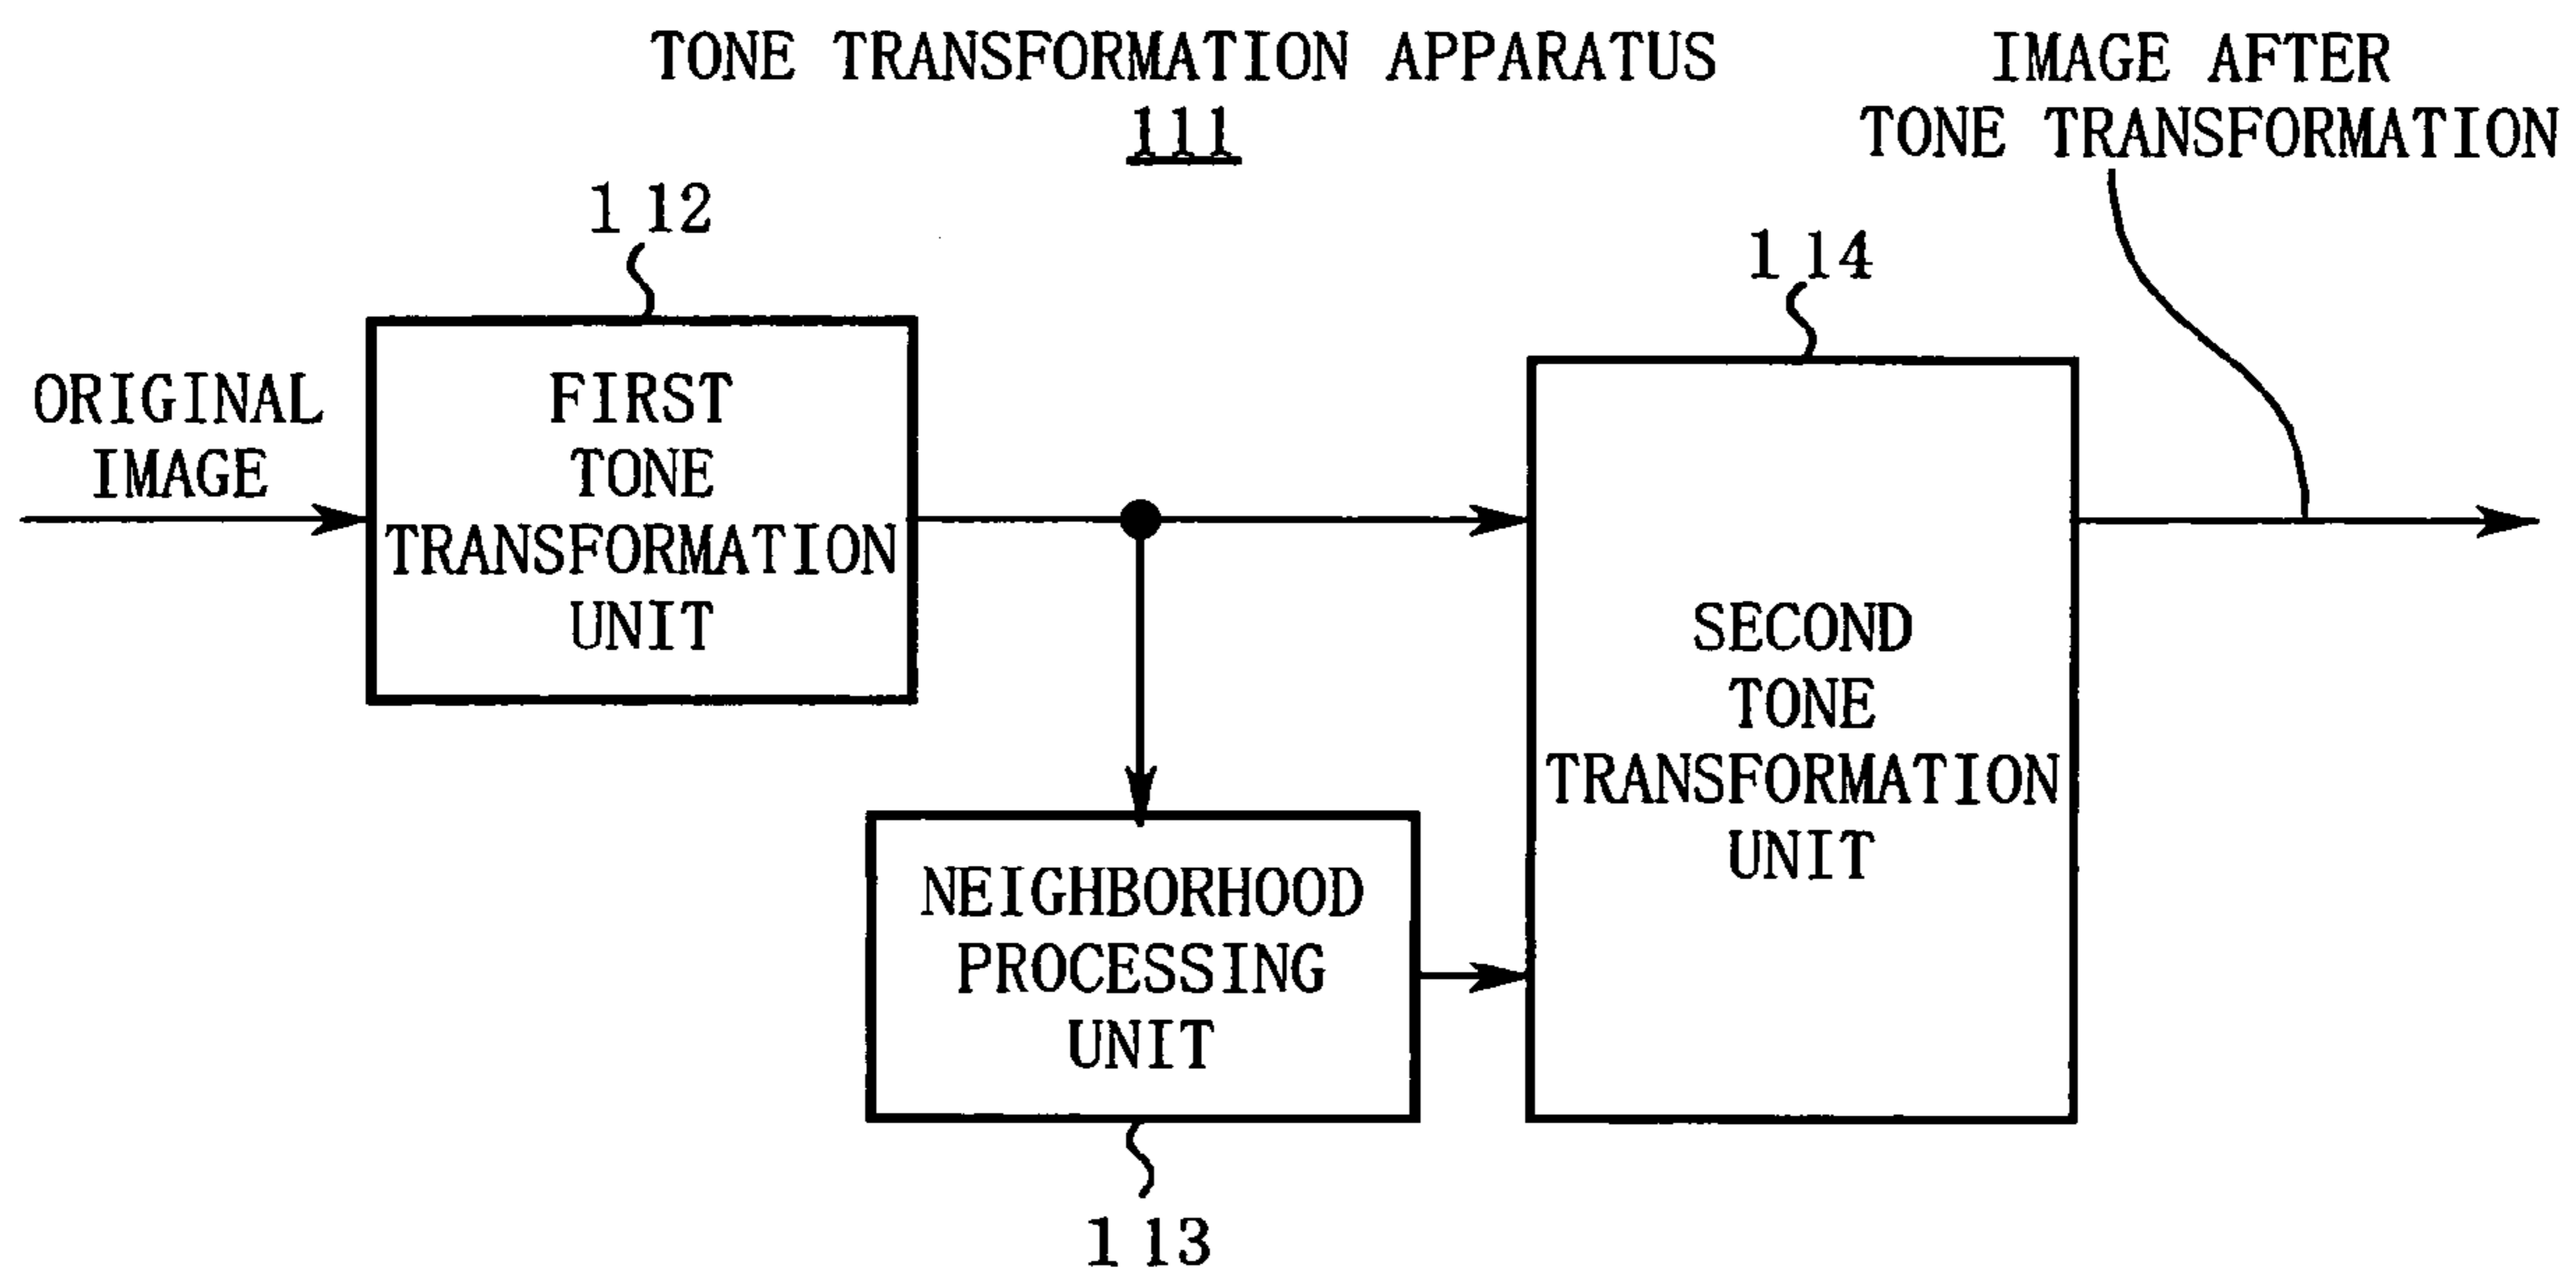 TONE TRANSFORMATION APPARATUS
111
IMAGE AFTER
TONE TRANSFORMATION
112
114
ORIGINAL
IMAGE
FIRST
TONE
TRANSFORMATION
UNIT
SECOND
TONE
TRANSFORMATION
UNIT
NEIGHBORHOOD
PROCESSING
UNIT
113